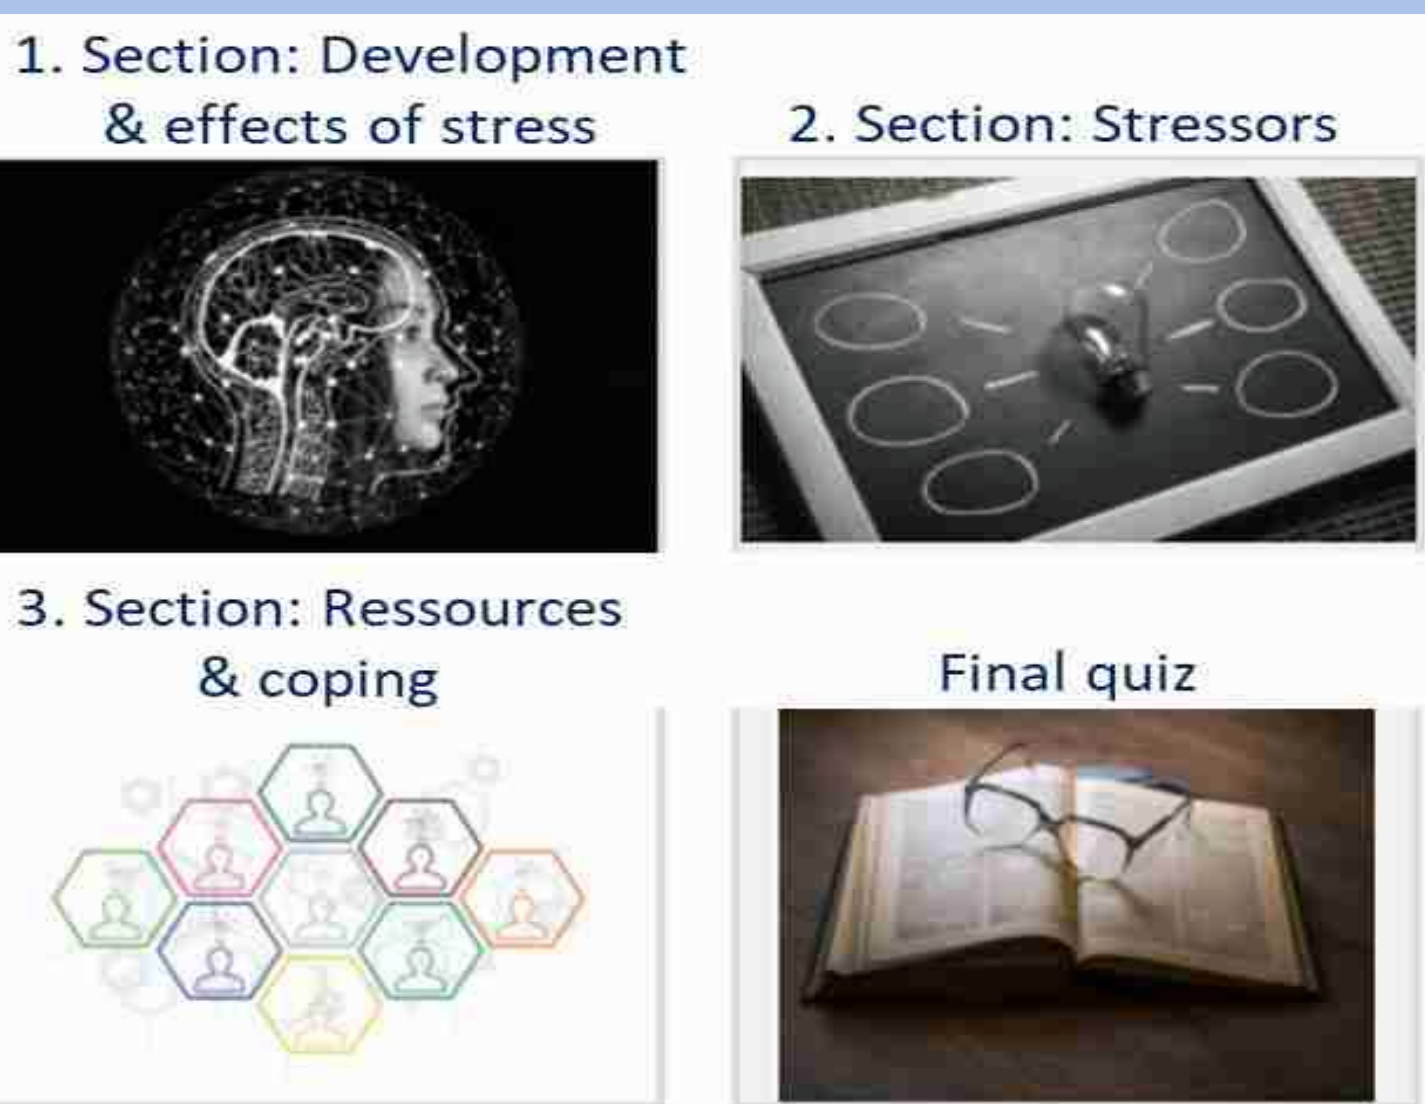 1. Section: Development
& effects of stress
2. Section: Stressors
3. Section: Ressources
& coping
Final quiz